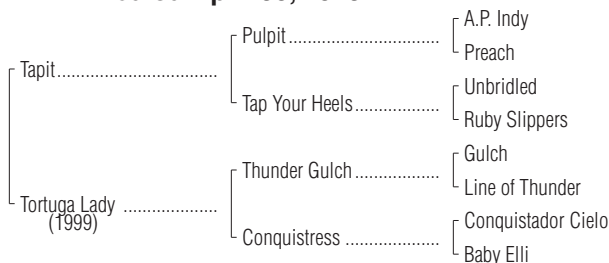 A.P. Indy
Pulpit
Preach
Tapit
Unbridled
Tap Your Heels
Ruby Slippers
Gulch
Thunder Gulch
Line of Thunder
Tortuga Lady
(1999)
Conquistador Cielo
Conquistress
Baby Elli